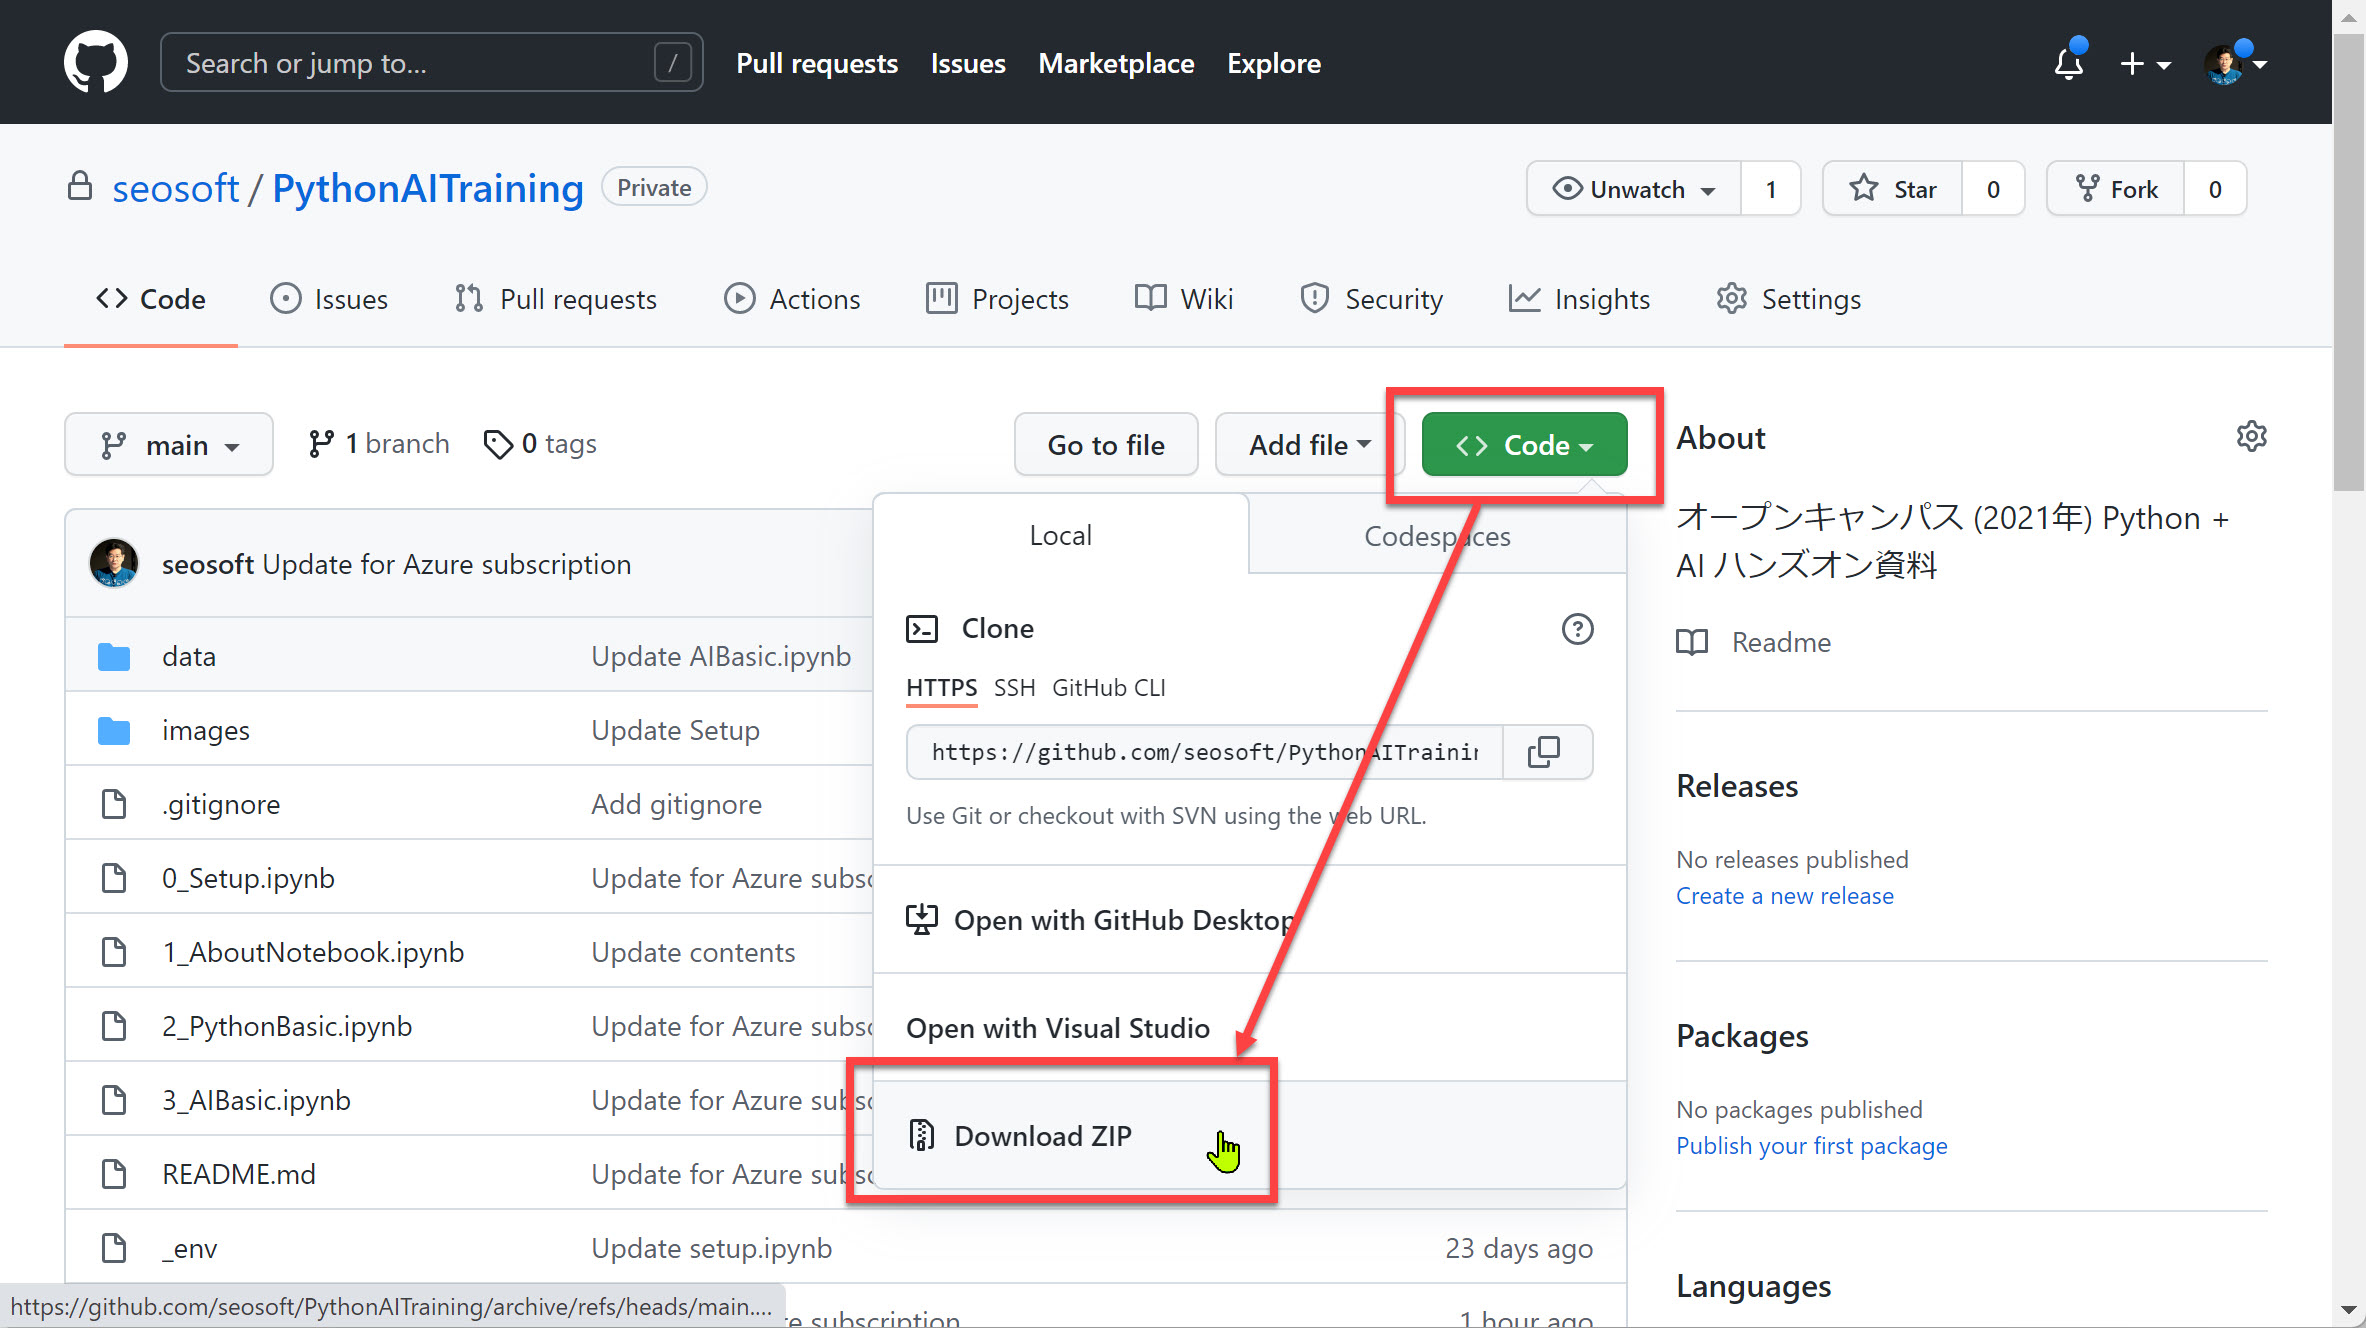 Search or jump to... / Pull requests Issues Marketplace Explore
seosoft / PythonAITraining Private Unwatch 1 Star 0 Fork 0
Code Issues Pull requests Actions Projects Wiki Security Insights Settings
main 1 branch 0 tags Go to file Add file Code
seosoft Update for Azure subscription
data Update AIBasic.ipynb
images Update Setup
.gitignore Add gitignore
0_Setup.ipynb Update for Azure subsc
1_AboutNotebook.ipynb Update contents
2_PythonBasic.ipynb Update for Azure subsc
3_AIBasic.ipynb Update for Azure subsc
README.md Update for Azure subsc
_env Update setup.ipynb 23 days ago
e subscription 1 hour ago
Local Codespaces
Clone
HTTPS SSH GitHub CLI
https://github.com/seosoft/PythonAITrainin
Use Git or checkout with SVN using the web URL.
Open with GitHub Desktop
Open with Visual Studio
Download ZIP
About
オープンキャンパス (2021年) Python +
AI ハンズオン資料
Readme
Releases
No releases published
Create a new release
Packages
No packages published
Publish your first package
Languages
https://github.com/seosoft/PythonAITraining/archive/refs/heads/main....